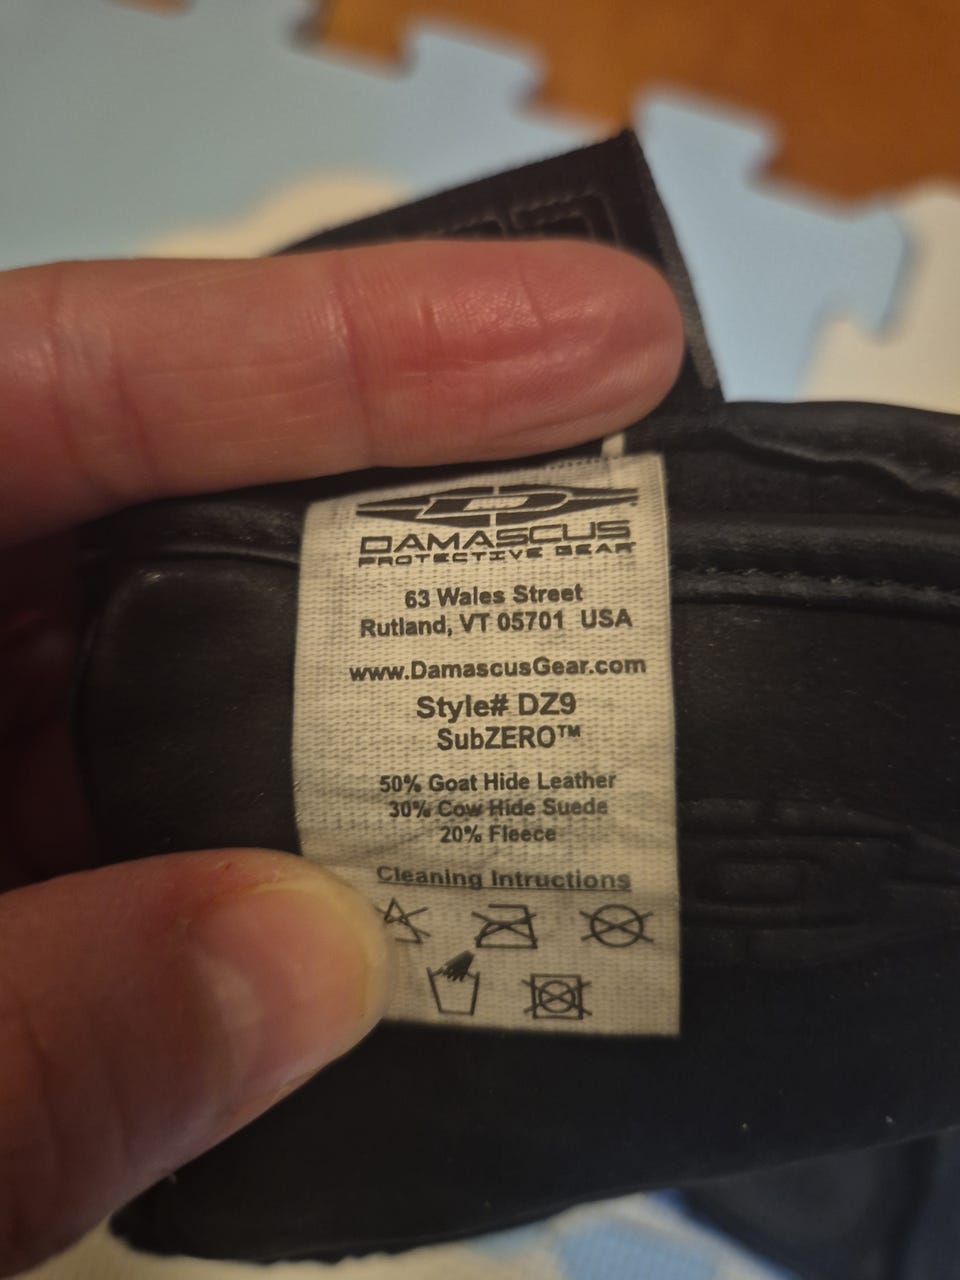 DAMASCUS
PROTECTIVE GEAR
63 Wales Street
Rutland, VT 05701 USA
www.DamascusGear.com
Style# DZ9
SubZERO™
50% Goat Hide Leather
30% Cow Hide Suede
20% Fleece
Cleaning Intructions